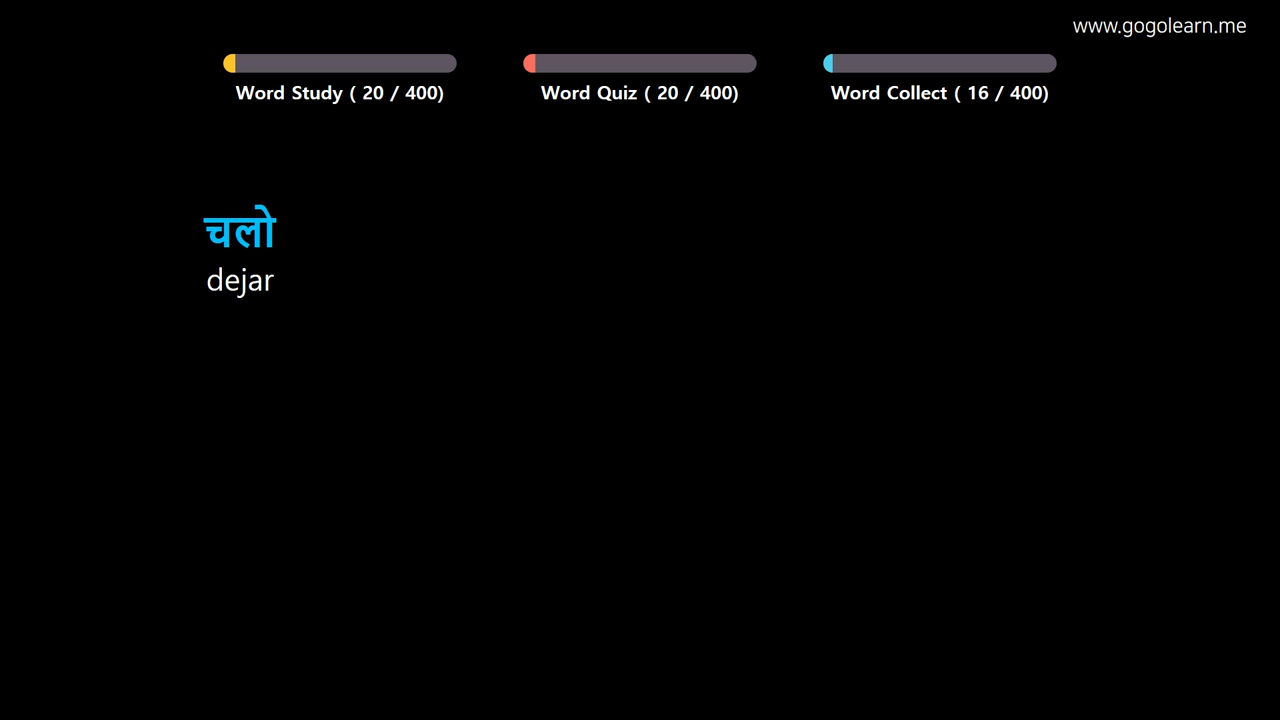 www.gogolearn.me
Word Study ( 20 / 400)
Word Quiz ( 20 / 400)
Word Collect ( 16 / 400)
चलो
dejar